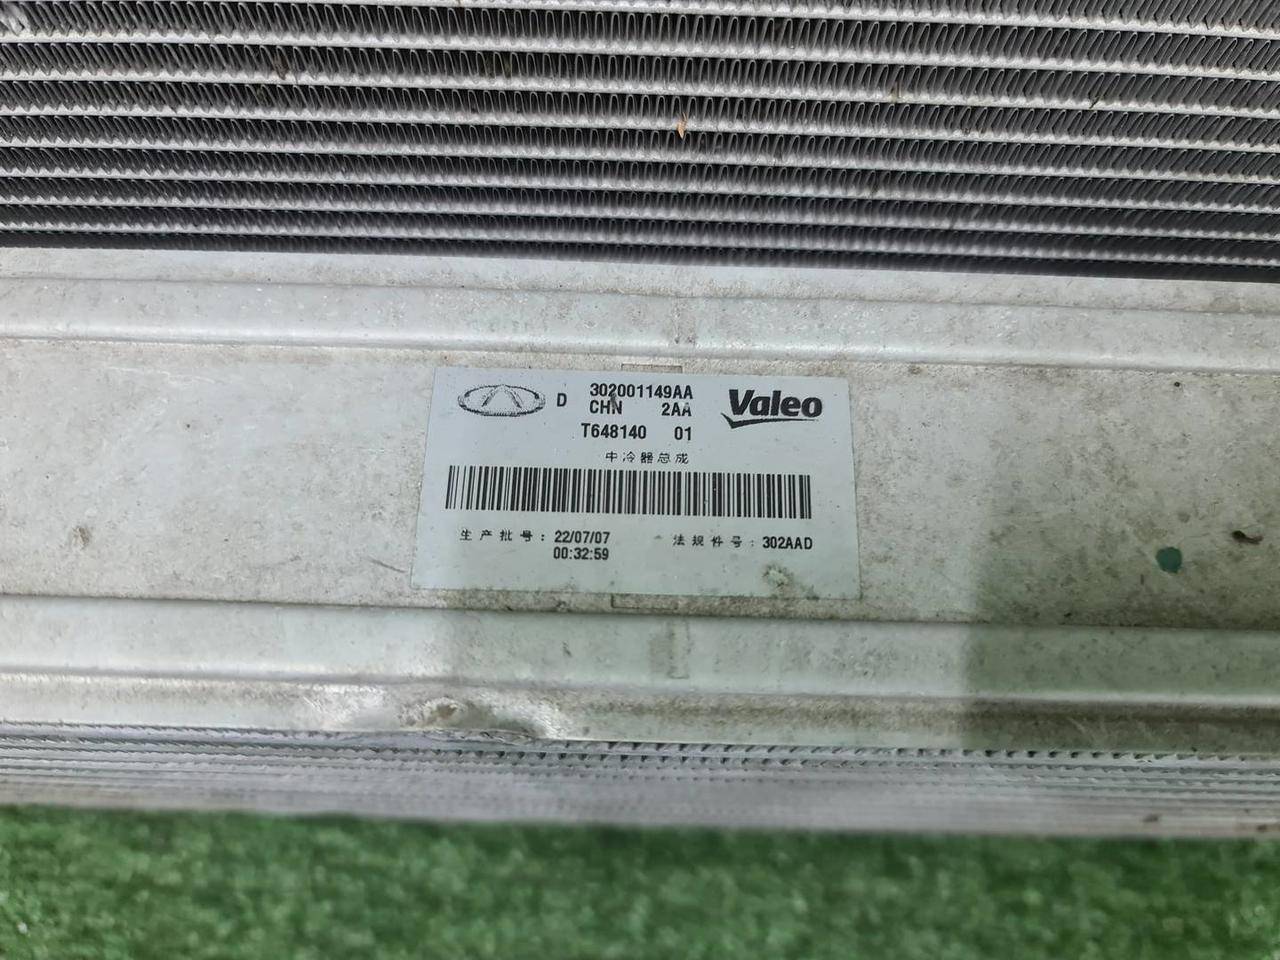 D 302001149AA
CHN 2AA
Valeo
T648140 01
中冷器总成
生产批号: 22/07/07
00:32:59
法规件号: 302AAD